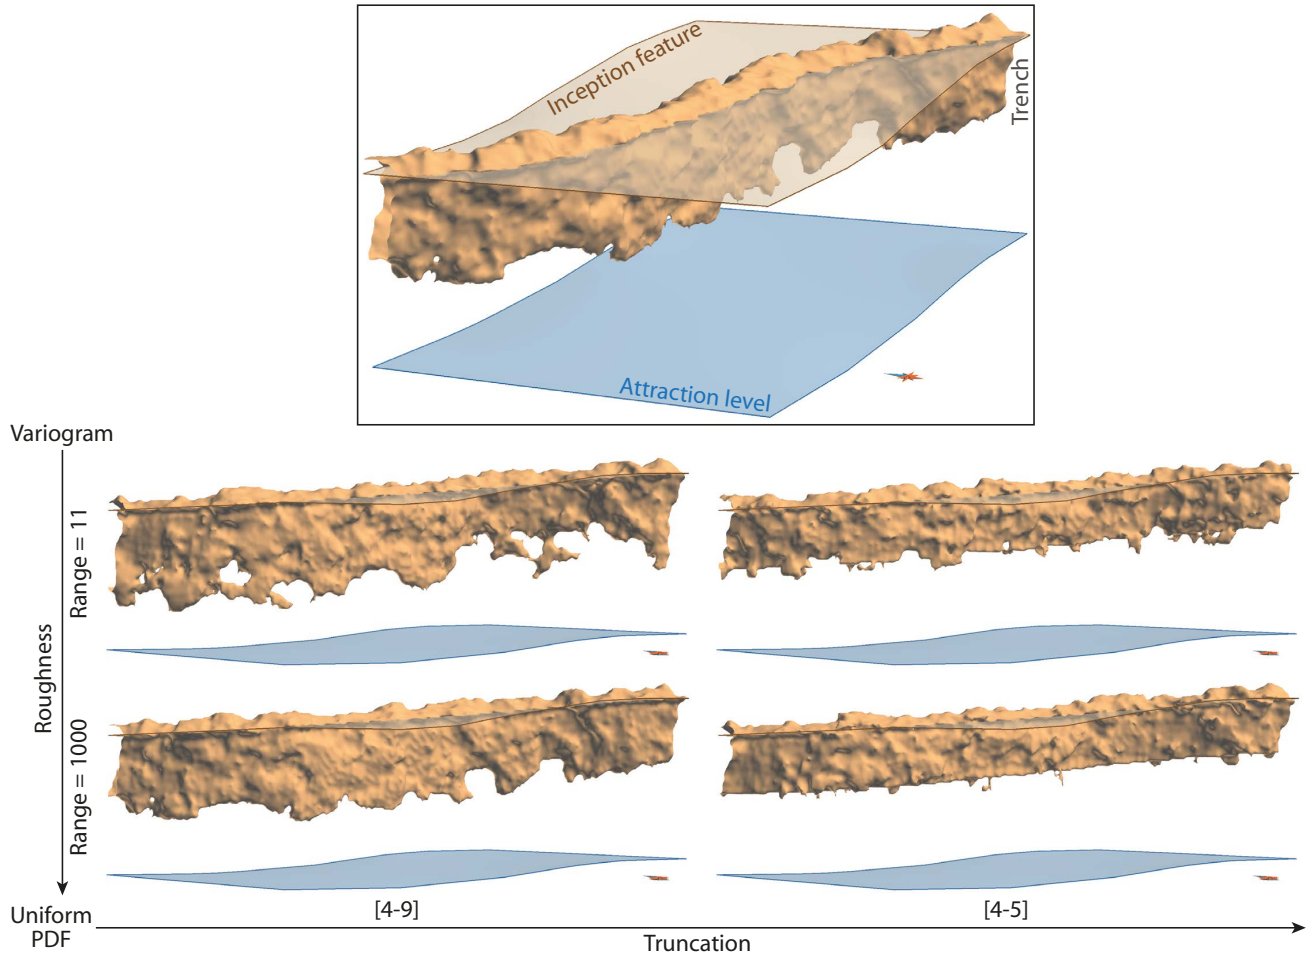 Inception feature
Trench
Attraction level
Variogram
Range = 11
Roughness
Range = 1000
Uniform
PDF
[4-9]
[4-5]
Truncation